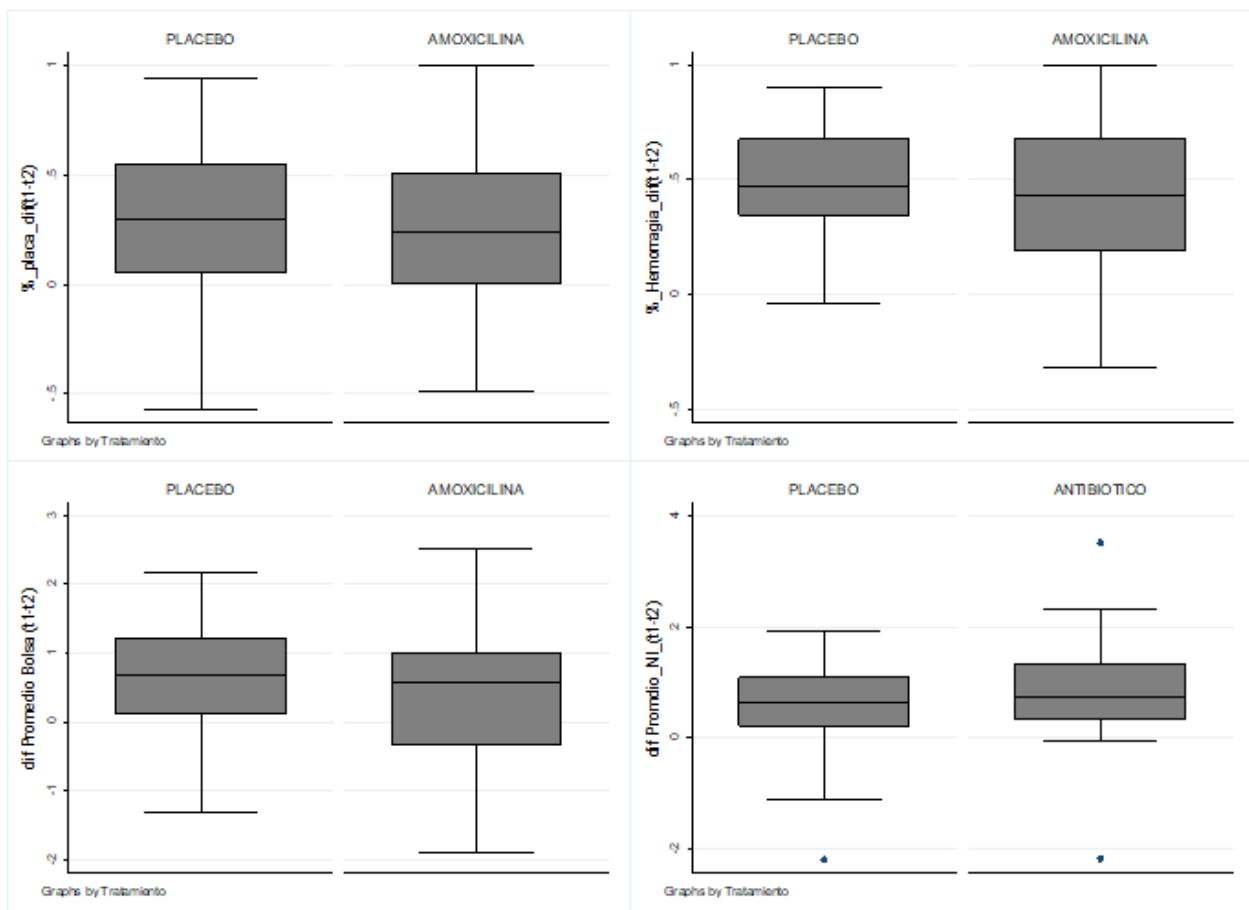 PLACEBO AMOXICILINA
%_placa_dif(t1-t2)
1
.5
0
-.5
Graphs by Tratamiento
PLACEBO AMOXICILINA
%_Hemorragia_dif(t1-t2)
1
.5
0
-.5
Graphs by Tratamiento
PLACEBO AMOXICILINA
dif Promedio Bolsa (t1-t2)
3
2
1
0
-1
-2
Graphs by Tratamiento
PLACEBO ANTIBIOTICO
dif Promdio_NI_(t1-t2)
4
2
0
-2
Graphs by Tratamiento